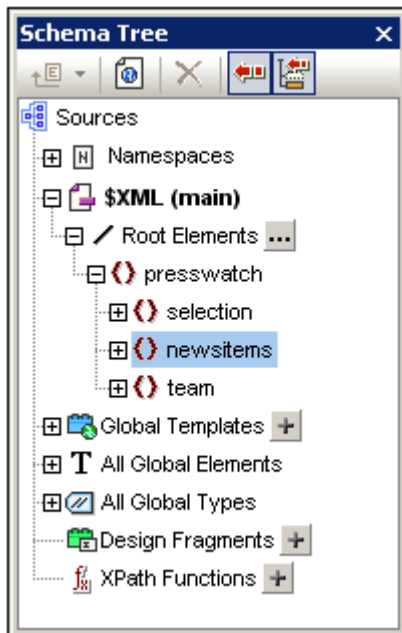 Schema Tree
Sources
Namespaces
$XML (main)
Root Elements ...
presswatch
selection
newsitems
team
Global Templates
T All Global Elements
All Global Types
Design Fragments
XPath Functions